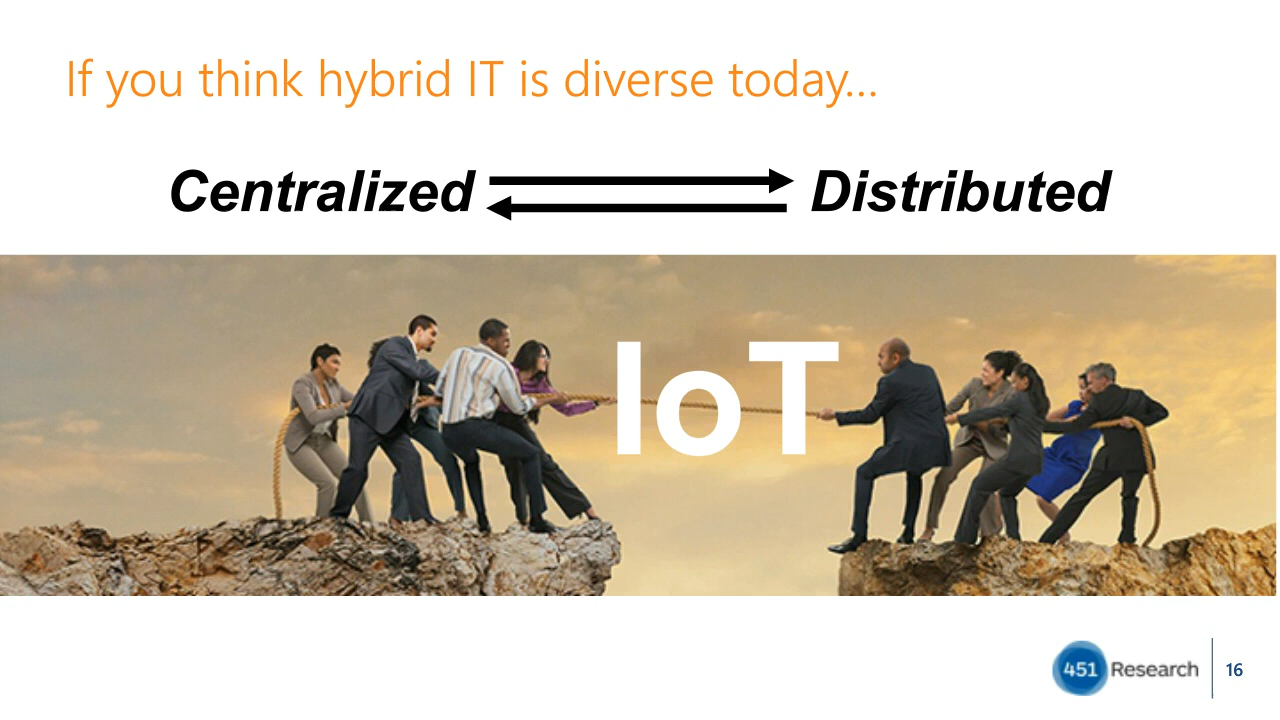 If you think hybrid IT is diverse today...
Centralized Distributed
IoT
451 Research
16